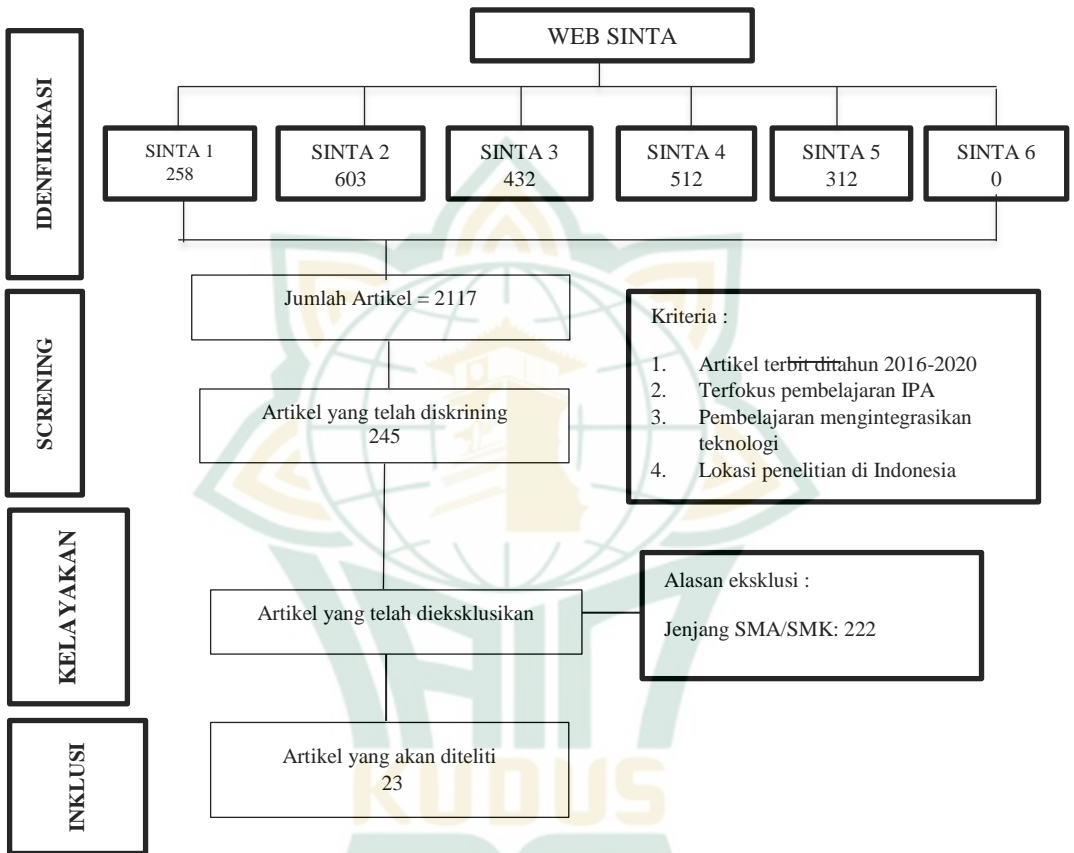 WEB SINTA
IDENFIKIKASI
SINTA 1
258
SINTA 2
603
SINTA 3
432
SINTA 4
512
SINTA 5
312
SINTA 6
0
SCRENING
Jumlah Artikel = 2117
Artikel yang telah diskrining
245
Kriteria :
1. Artikel terbit ditahun 2016-2020
2. Terfokus pembelajaran IPA
3. Pembelajaran mengintegrasikan
teknologi
4. Lokasi penelitian di Indonesia
KELAYAKAN
Artikel yang telah dieksklusikan
Alasan eksklusi :
Jenjang SMA/SMK: 222
INKLUSI
Artikel yang akan diteliti
23
KUDUS